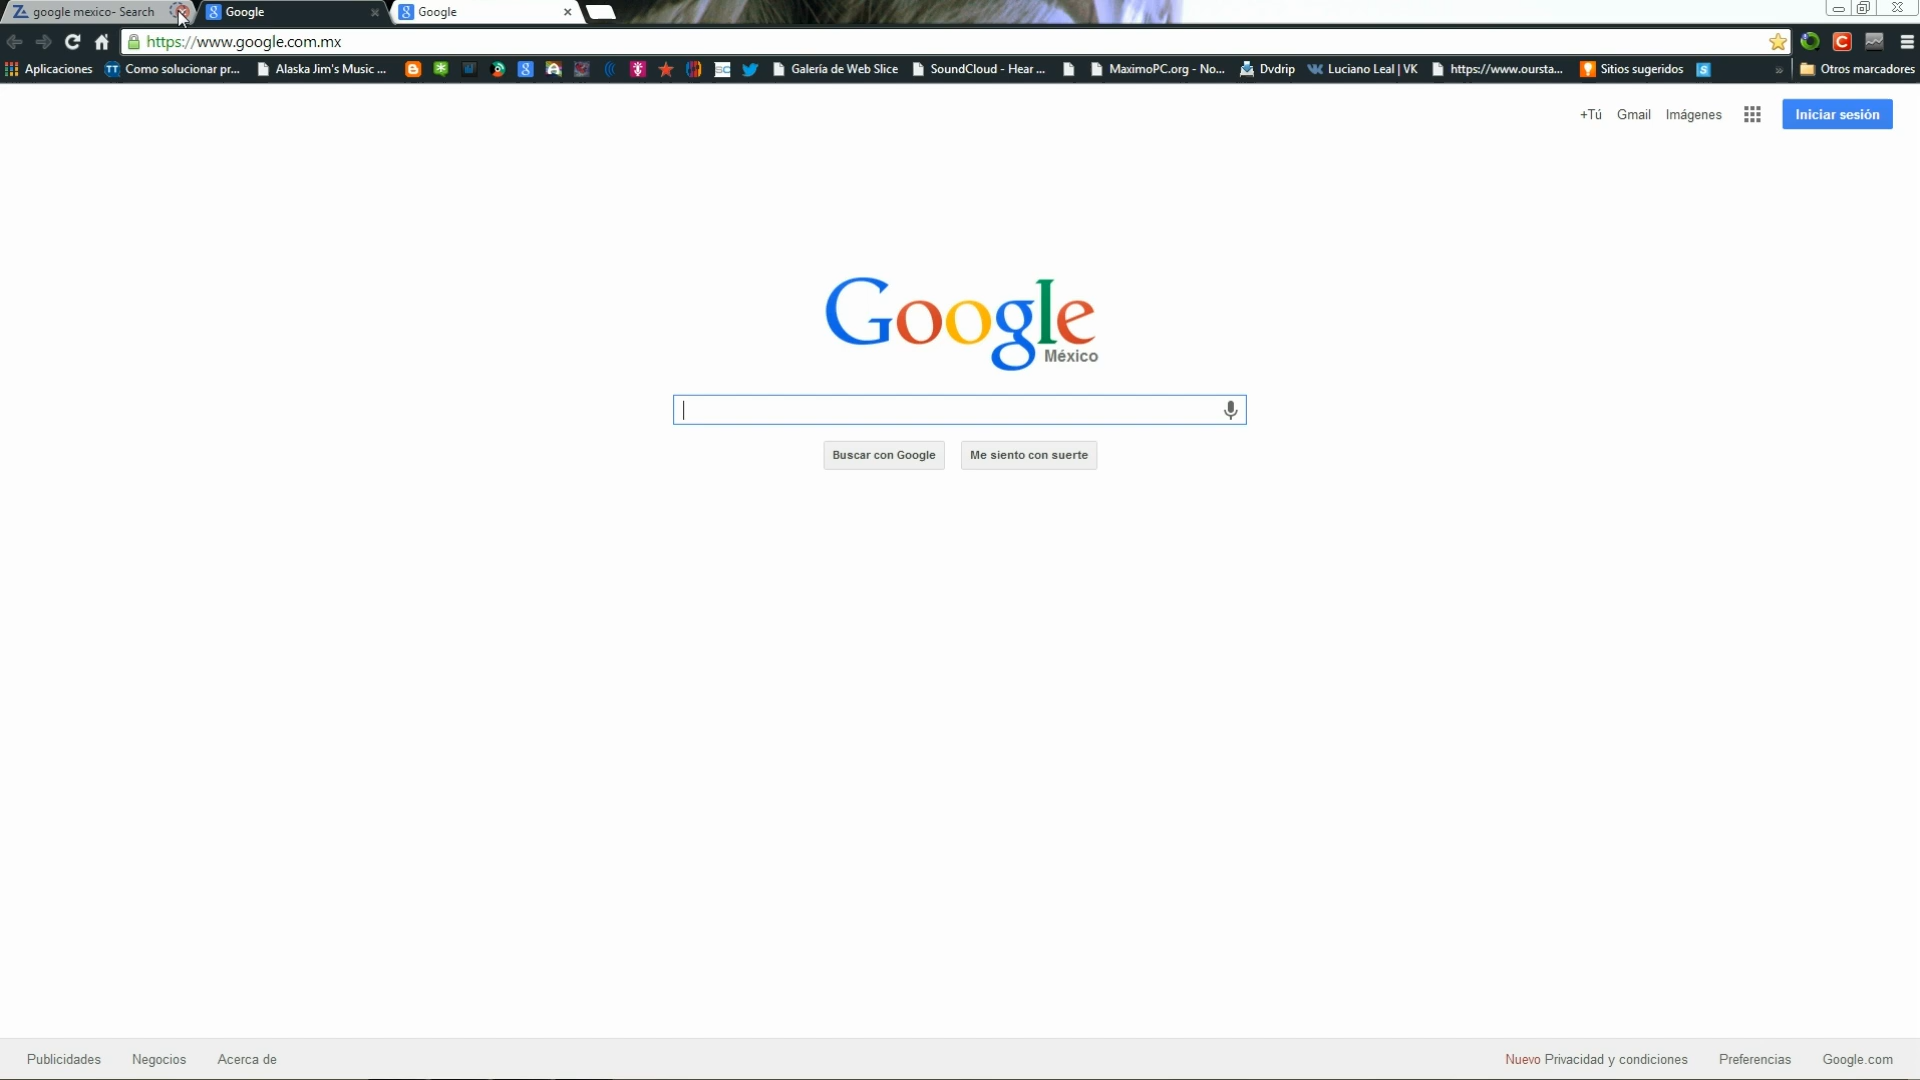 google mexico- Search
Google
Google
https://www.google.com.mx
Aplicaciones
Como solucionar pr...
Alaska Jim's Music ...
Galería de Web Slice
SoundCloud - Hear ...
MaximoPC.org - No...
Dvdrip
Luciano Leal | VK
https://www.oursta...
Sitios sugeridos
Otros marcadores
+Tú
Gmail
Imágenes
Iniciar sesión
Google
México
Buscar con Google
Me siento con suerte
Publicidades
Negocios
Acerca de
Nuevo Privacidad y condiciones
Preferencias
Google.com